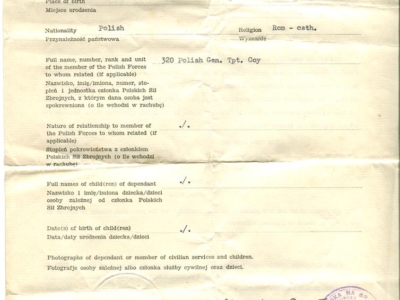 Place of birth
Miejsce urodzenia
Nationality Polish Religion Rom - cath.
Przynależność państwowa Wyznanie
Full name, number, rank and unit 320 Polish Gen. Tpt. Coy
of the member of the Polish Forces
to whom related (if applicable)
Nazwisko, imię/imiona, numer, sto-
pień i jednostka członka Polskich
Sił Zbrojnych, z którym dana osoba jest
spokrewniona (o ile wchodzi w rachubę)
Nature of relationship to member of ./.
the Polish Forces to whom related (if
applicable)
Stopień pokrewieństwa z członkiem
Polskich Sił Zbrojnych (o ile wchodzi
w rachubę)
Full names of child(ren) of dependant ./.
Nazwisko i imię/imiona dziecka/dzieci
osoby zależnej od członka Polskich
Sił Zbrojnych
Date(s) of birth of child(ren) ./.
Data/daty urodzenia dziecka/dzieci
Photographs of dependant or member of civilian services and children.
Fotografje osoby zależnej albo członka służby cywilnej oraz dzieci.